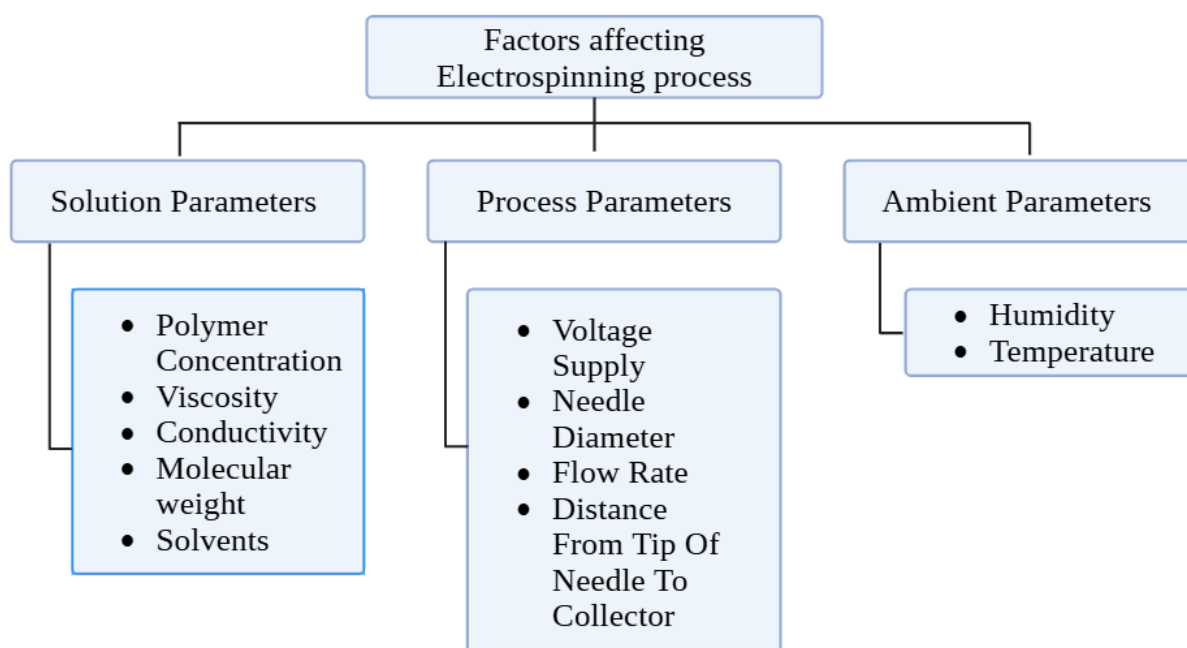 Factors affecting
Electrospinning process
Solution Parameters
Process Parameters
Ambient Parameters
• Polymer
Concentration
• Viscosity
• Conductivity
• Molecular
weight
• Solvents
• Voltage
Supply
• Needle
Diameter
• Flow Rate
• Distance
From Tip Of
Needle To
Collector
• Humidity
• Temperature